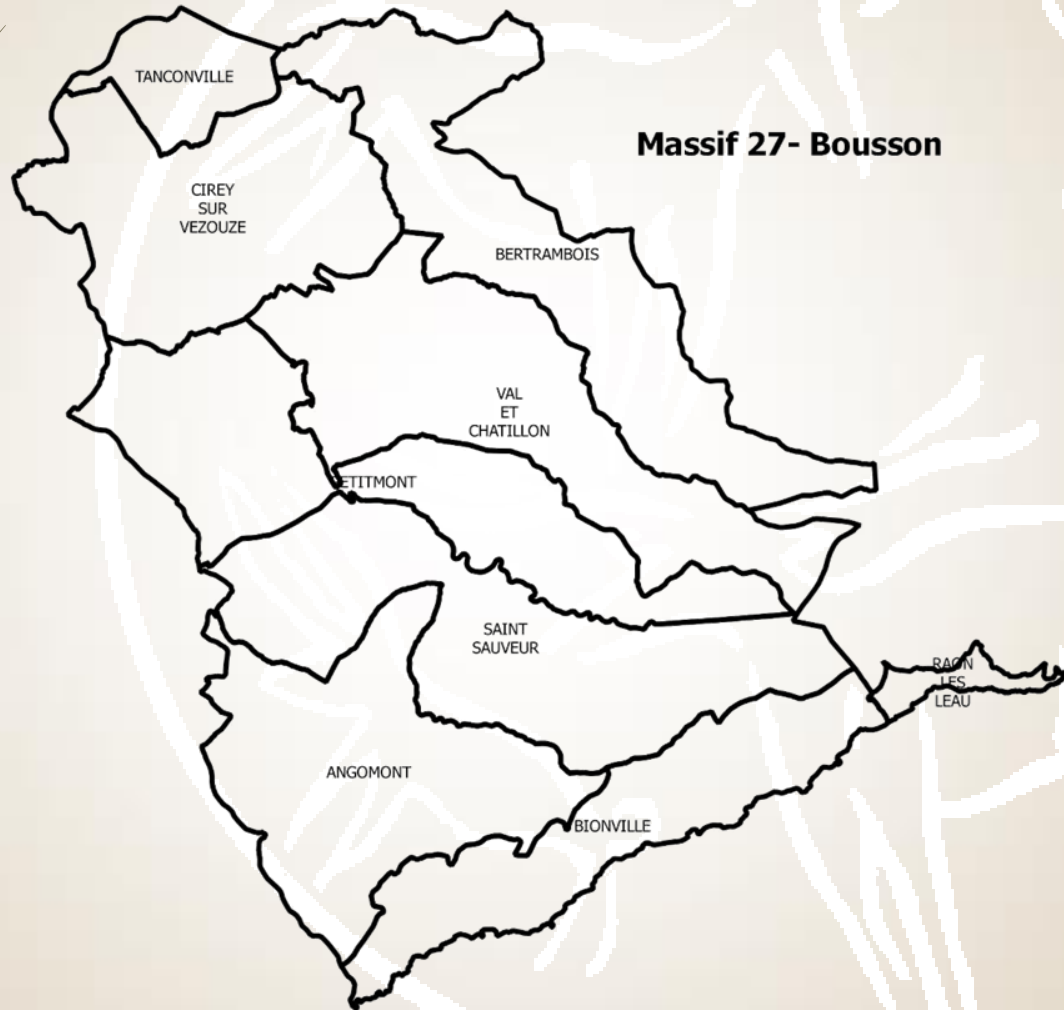 TANCONVILLE
Massif 27- Bousson
CIREY
SUR
VEZOUZE
BERTRAMBOIS
VAL
ET
CHATILLON
ETITMONT
SAINT
SAUVEUR
RAON
LES
LEAU
ANGOMONT
BIONVILLE